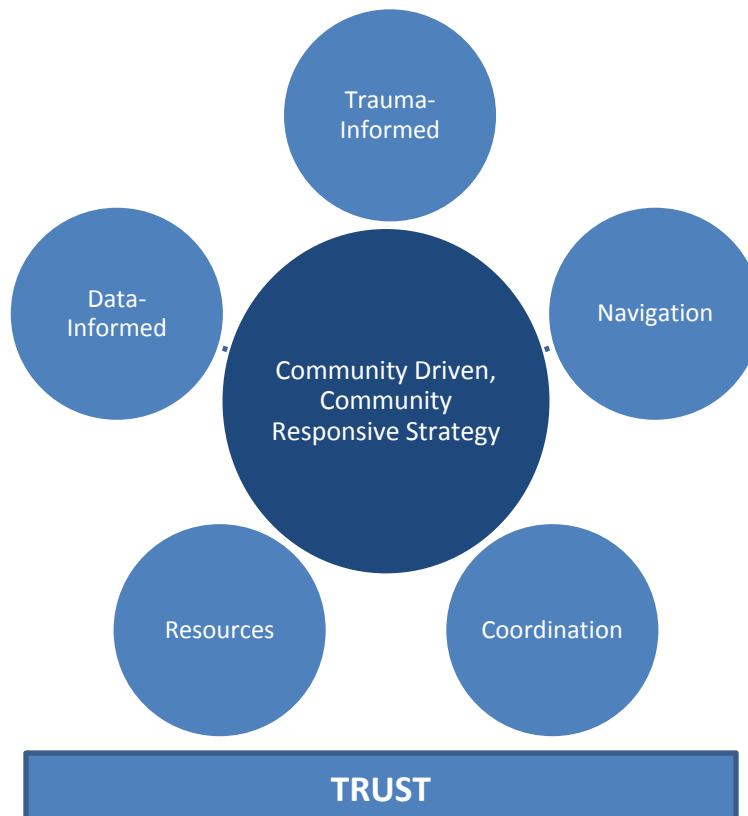 Trauma-
Informed
Data-
Informed
Navigation
Community Driven,
Community
Responsive Strategy
Resources
Coordination
TRUST